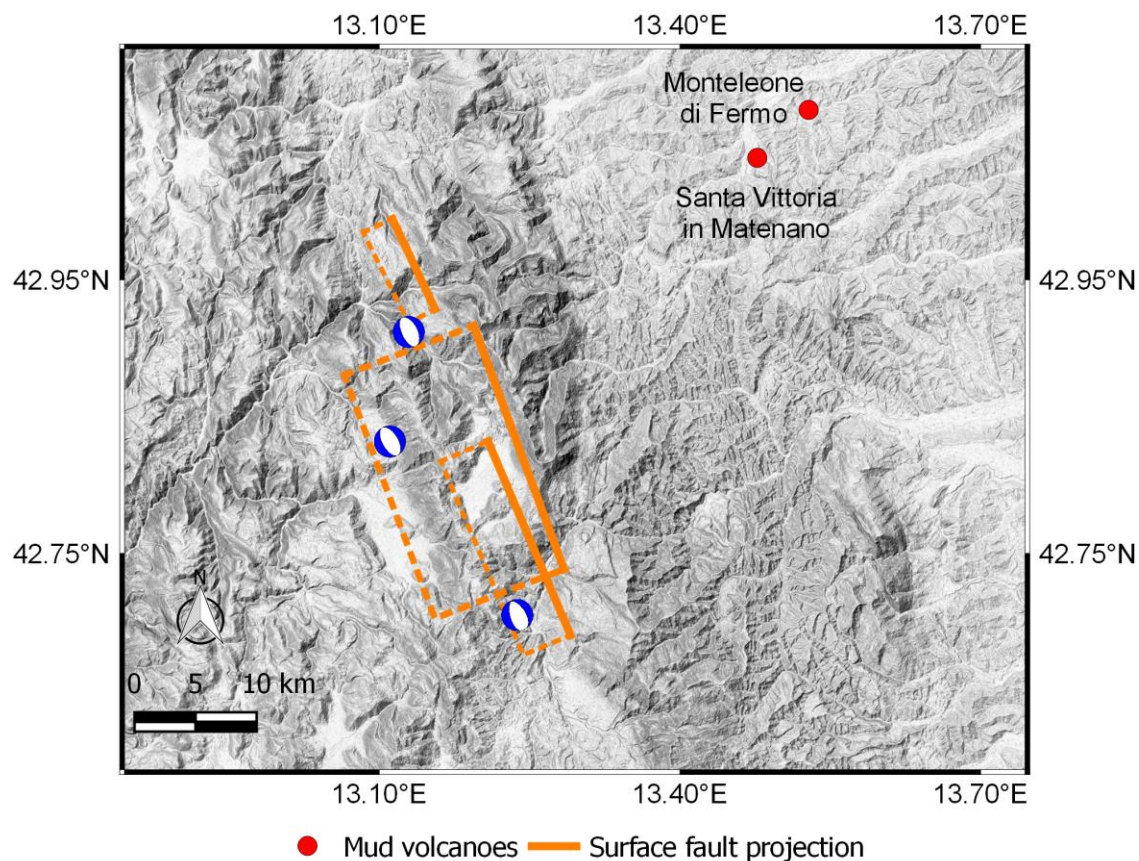 13.10°E 13.40°E 13.70°E
Monteleone
di Fermo
Santa Vittoria
in Matenano
42.95°N 42.95°N
42.75°N 42.75°N
N
0 5 10 km
13.10°E 13.40°E 13.70°E
Mud volcanoes Surface fault projection